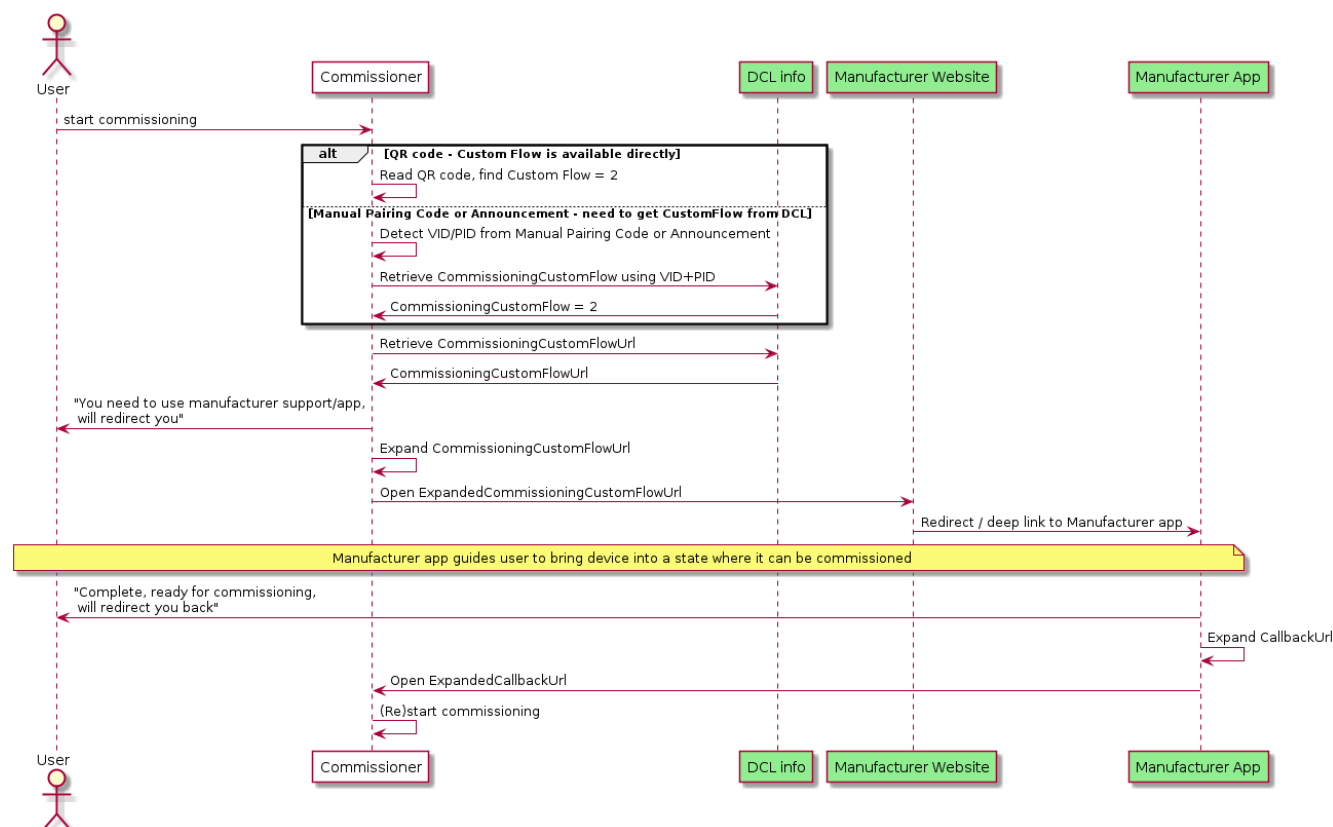 User
Commissioner
DCL info
Manufacturer Website
Manufacturer App
start commissioning
alt
[QR code - Custom Flow is available directly]
Read QR code, find Custom Flow = 2
[Manual Pairing Code or Announcement - need to get CustomFlow from DCL]
Detect VID/PID from Manual Pairing Code or Announcement
Retrieve CommissioningCustomFlow using VID+PID
CommissioningCustomFlow = 2
Retrieve CommissioningCustomFlowUrl
CommissioningCustomFlowUrl
"You need to use manufacturer support/app,
will redirect you"
Expand CommissioningCustomFlowUrl
Open ExpandedCommissioningCustomFlowUrl
Redirect / deep link to Manufacturer app
Manufacturer app guides user to bring device into a state where it can be commissioned
"Complete, ready for commissioning,
will redirect you back"
Expand CallbackUrl
Open ExpandedCallbackUrl
(Re)start commissioning
User
Commissioner
DCL info
Manufacturer Website
Manufacturer App